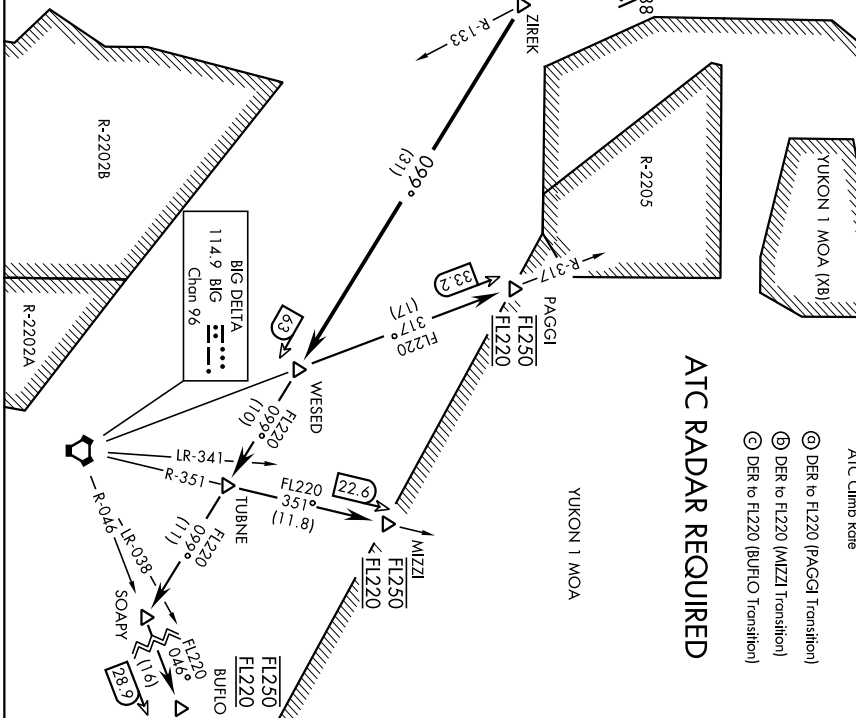 ATC Climb Rate
ⓐ DER to FL220 (PAGGI Transition)
ⓑ DER to FL220 (MIZZI Transition)
ⓒ DER to FL220 (BUFLO Transition)
ATC RADAR REQUIRED
YUKON 1 MOA (XB)
YUKON 1 MOA
R-2205
R-2202B
R-2202A
ZIREK
R-133
099°
(31)
BIG DELTA
114.9 BIG
Chan 96
63
WESED
FL220
317°
(17)
33.2
R-317
PAGGI
FL250
FL220
FL220
099°
(10)
LR-341
R-351
TUBNE
FL220
351°
(11.8)
22.6
MIZZI
FL250
FL220
FL220
099°
(11)
R-046
LR-038
SOAPY
FL220
046°
(16)
28.9
BUFLO
FL250
FL220